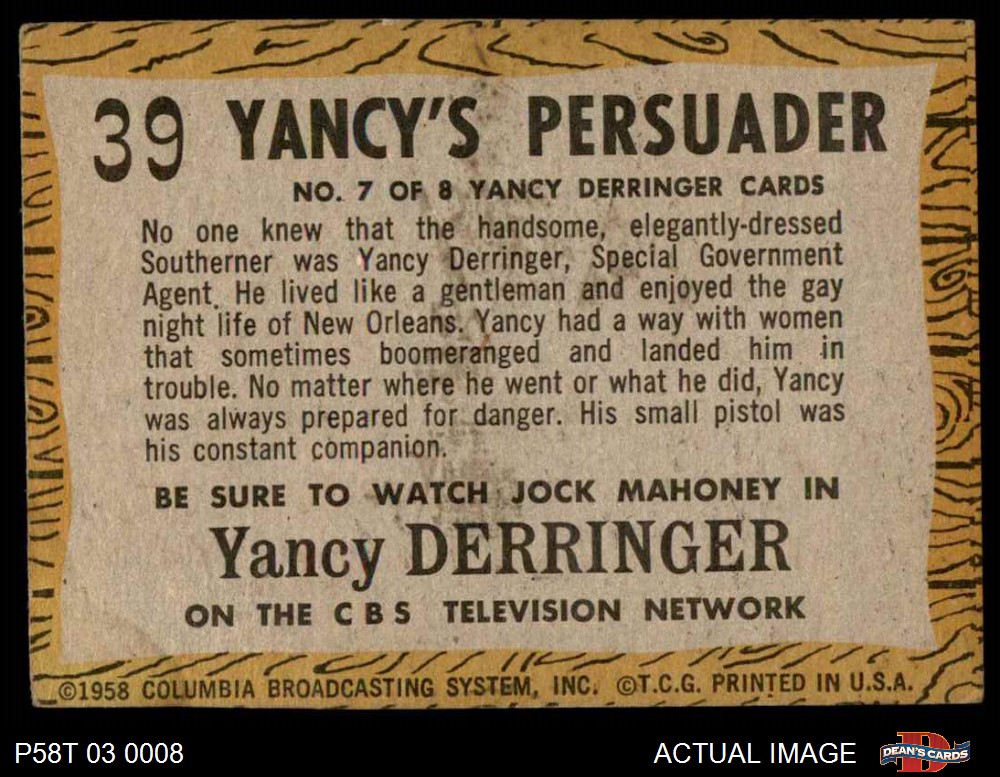 39 YANCY'S PERSUADER
NO. 7 OF 8 YANCY DERRINGER CARDS
No one knew that the handsome, elegantly-dressed
Southerner was Yancy Derringer, Special Government
Agent. He lived like a gentleman and enjoyed the gay
night life of New Orleans. Yancy had a way with women
that sometimes boomeranged and landed him in
trouble. No matter where he went or what he did, Yancy
was always prepared for danger. His small pistol was
his constant companion.
BE SURE TO WATCH JOCK MAHONEY IN
Yancy DERRINGER
ON THE CBS TELEVISION NETWORK
©1958 COLUMBIA BROADCASTING SYSTEM, INC. ©T.C.G. PRINTED IN U.S.A.
P58T 03 0008
ACTUAL IMAGE
D
DEAN'S CARDS